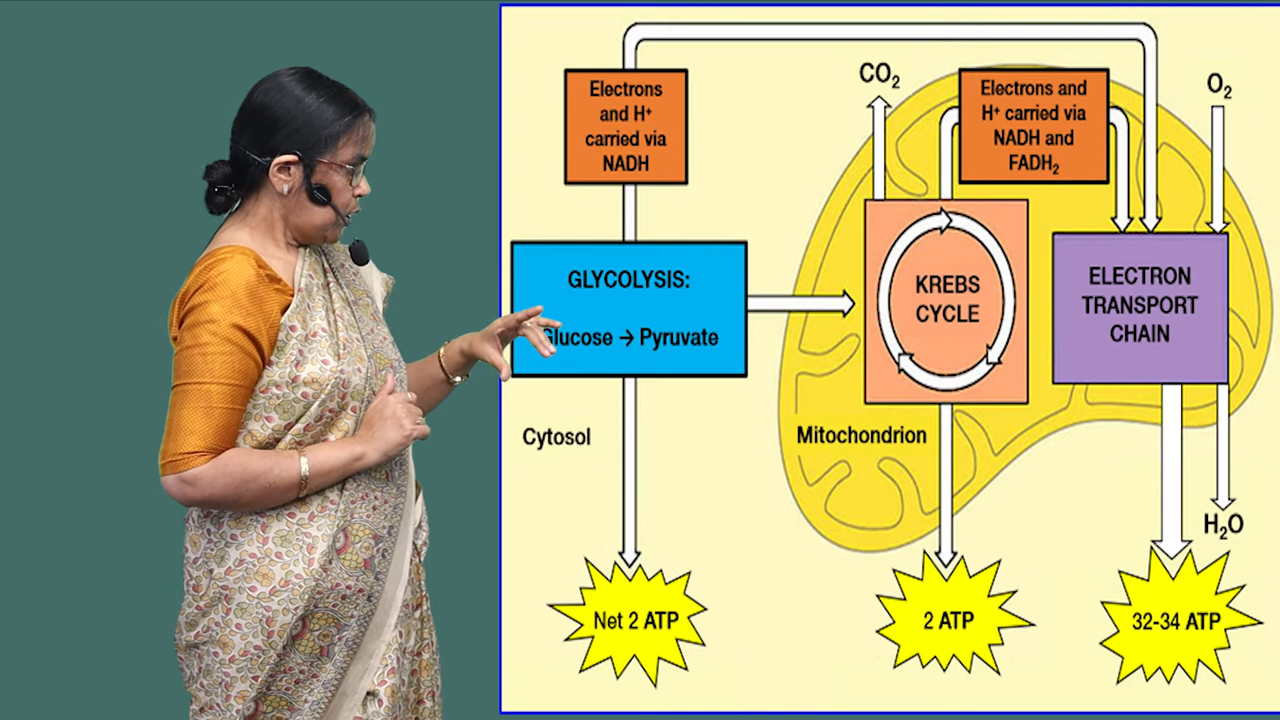 Electrons
and H⁺
carried via
NADH
CO₂
Electrons and
H⁺ carried via
NADH and
FADH₂
O₂
GLYCOLYSIS:
Glucose → Pyruvate
KREBS
CYCLE
ELECTRON
TRANSPORT
CHAIN
Cytosol
Mitochondrion
H₂O
Net 2 ATP
2 ATP
32-34 ATP